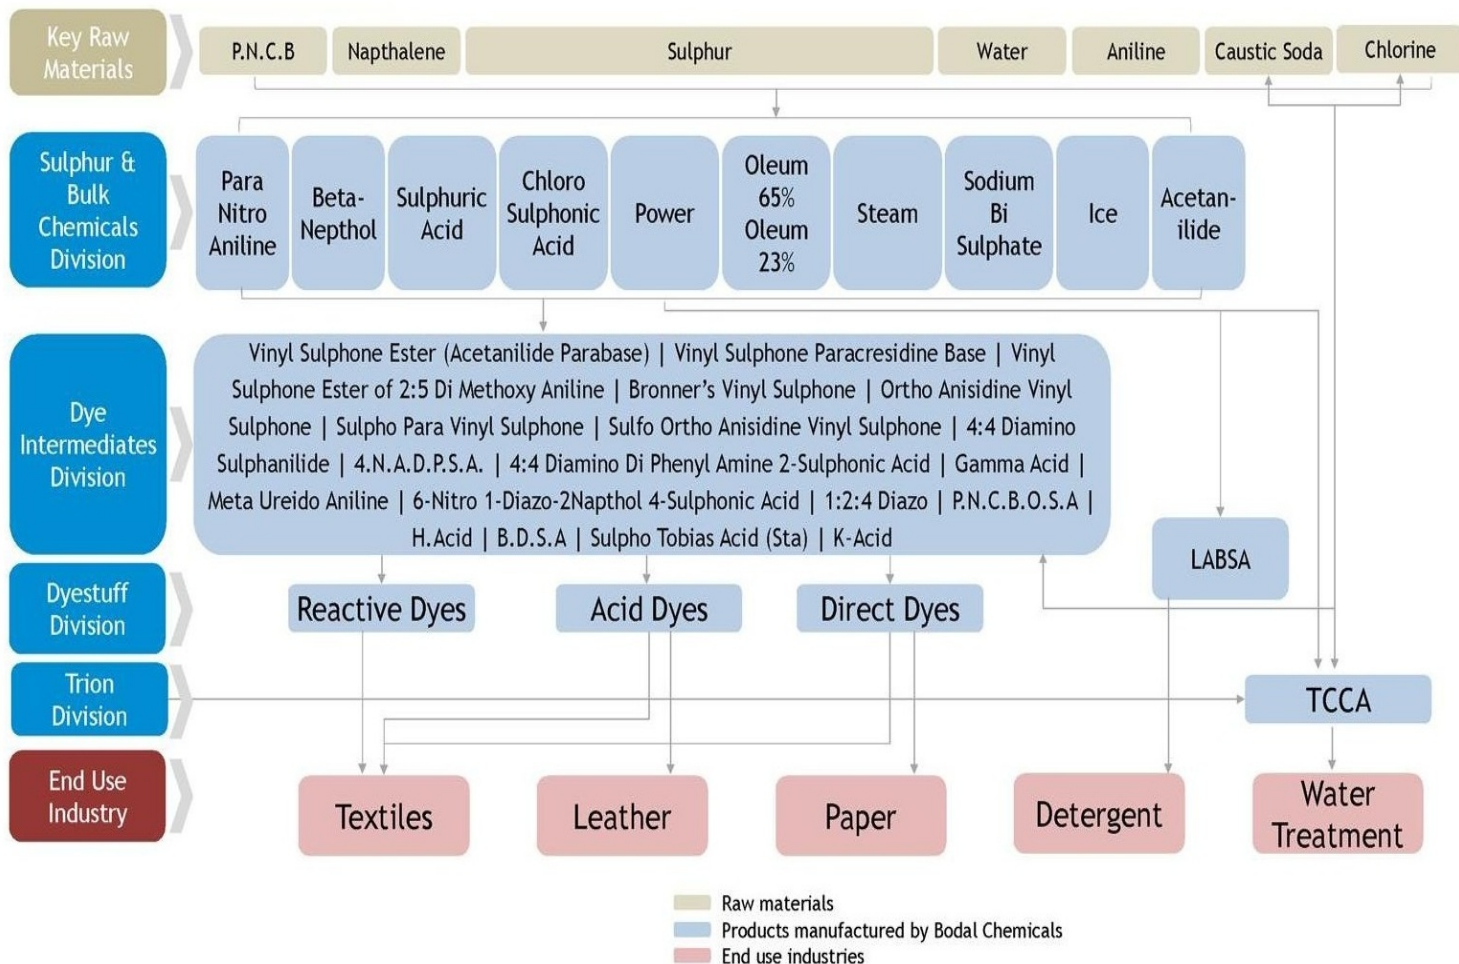 Key Raw
Materials
P.N.C.B
Napthalene
Sulphur
Water
Aniline
Caustic Soda
Chlorine
Sulphur &
Bulk
Chemicals
Division
Para
Nitro
Aniline
Beta-
Nepthol
Sulphuric
Acid
Chloro
Sulphonic
Acid
Power
Oleum
65%
Oleum
23%
Steam
Sodium
Bi
Sulphate
Ice
Acetan-
ilide
Dye
Intermediates
Division
Vinyl Sulphone Ester (Acetanilide Parabase) | Vinyl Sulphone Paracresidine Base | Vinyl
Sulphone Ester of 2:5 Di Methoxy Aniline | Bronner's Vinyl Sulphone | Ortho Anisidine Vinyl
Sulphone | Sulpho Para Vinyl Sulphone | Sulfo Ortho Anisidine Vinyl Sulphone | 4:4 Diamino
Sulphanilide | 4.N.A.D.P.S.A. | 4:4 Diamino Di Phenyl Amine 2-Sulphonic Acid | Gamma Acid |
Meta Ureido Aniline | 6-Nitro 1-Diazo-2Napthol 4-Sulphonic Acid | 1:2:4 Diazo | P.N.C.B.O.S.A |
H.Acid | B.D.S.A | Sulpho Tobias Acid (Sta) | K-Acid
LABSA
Dyestuff
Division
Reactive Dyes
Acid Dyes
Direct Dyes
Trion
Division
TCCA
End Use
Industry
Textiles
Leather
Paper
Detergent
Water
Treatment
Raw materials
Products manufactured by Bodal Chemicals
End use industries